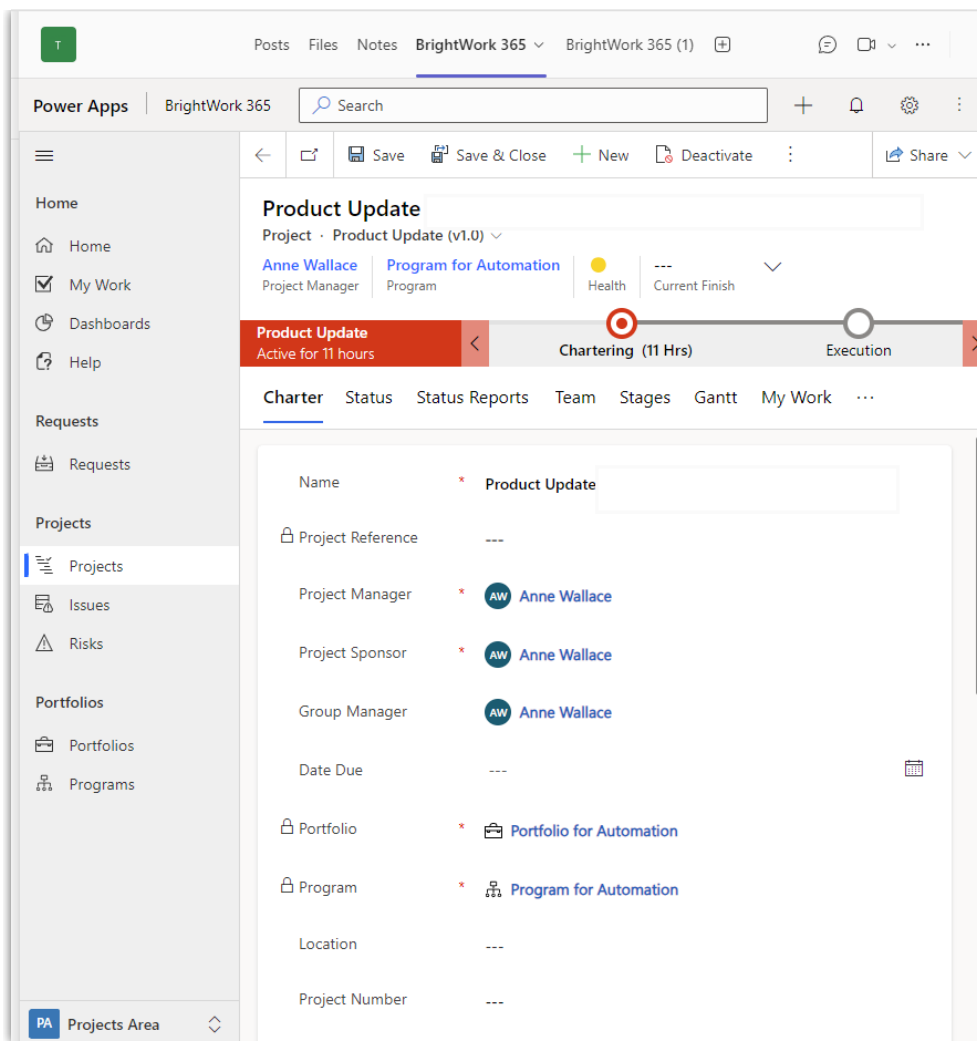 T
Posts Files Notes BrightWork 365 BrightWork 365 (1)
Power Apps BrightWork 365 Search
Save Save & Close New Deactivate Share
Home
Home
My Work
Dashboards
Help
Requests
Requests
Projects
Projects
Issues
Risks
Portfolios
Portfolios
Programs
PA Projects Area
Product Update
Project · Product Update (v1.0)
Anne Wallace Program for Automation ---
Project Manager Program Health Current Finish
Product Update
Active for 11 hours
Chartering (11 Hrs) Execution
Charter Status Status Reports Team Stages Gantt My Work ···
Name * Product Update
Project Reference ---
Project Manager * AW Anne Wallace
Project Sponsor * AW Anne Wallace
Group Manager AW Anne Wallace
Date Due ---
Portfolio * Portfolio for Automation
Program * Program for Automation
Location ---
Project Number ---